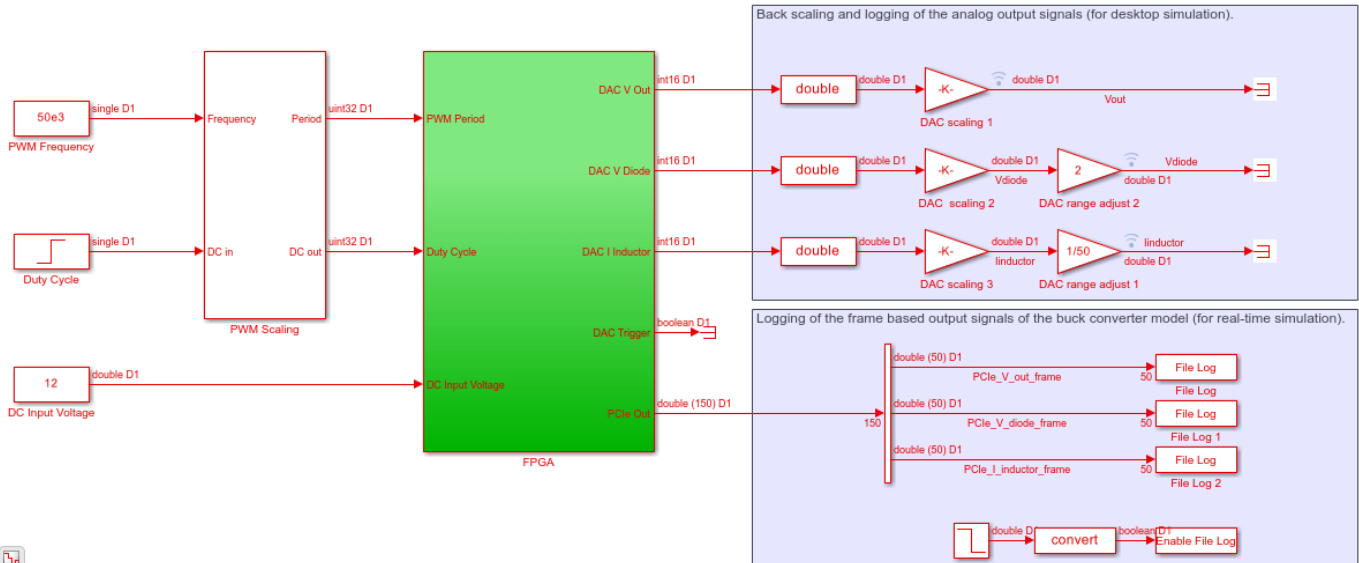 Back scaling and logging of the analog output signals (for desktop simulation).
50e3
PWM Frequency
single D1
Frequency
Period
uint32 D1
PWM Period
DAC V Out
int16 D1
double
double D1
-K-
DAC scaling 1
double D1
Vout
DAC V Diode
int16 D1
double
double D1
-K-
DAC scaling 2
double D1
Vdiode
2
DAC range adjust 2
Vdiode
double D1
Duty Cycle
single D1
DC in
DC out
uint32 D1
PWM Scaling
Duty Cycle
DAC I Inductor
int16 D1
double
double D1
-K-
DAC scaling 3
double D1
Iinductor
1/50
DAC range adjust 1
Iinductor
double D1
DAC Trigger
boolean D1
12
DC Input Voltage
double D1
DC Input Voltage
PCIe Out
double (150) D1
FPGA
Logging of the frame based output signals of the buck converter model (for real-time simulation).
150
double (50) D1
PCIe_V_out_frame
50
File Log
File Log
double (50) D1
PCIe_V_diode_frame
50
File Log
File Log 1
double (50) D1
PCIe_I_inductor_frame
50
File Log
File Log 2
double D
convert
boolean D1
Enable File Log